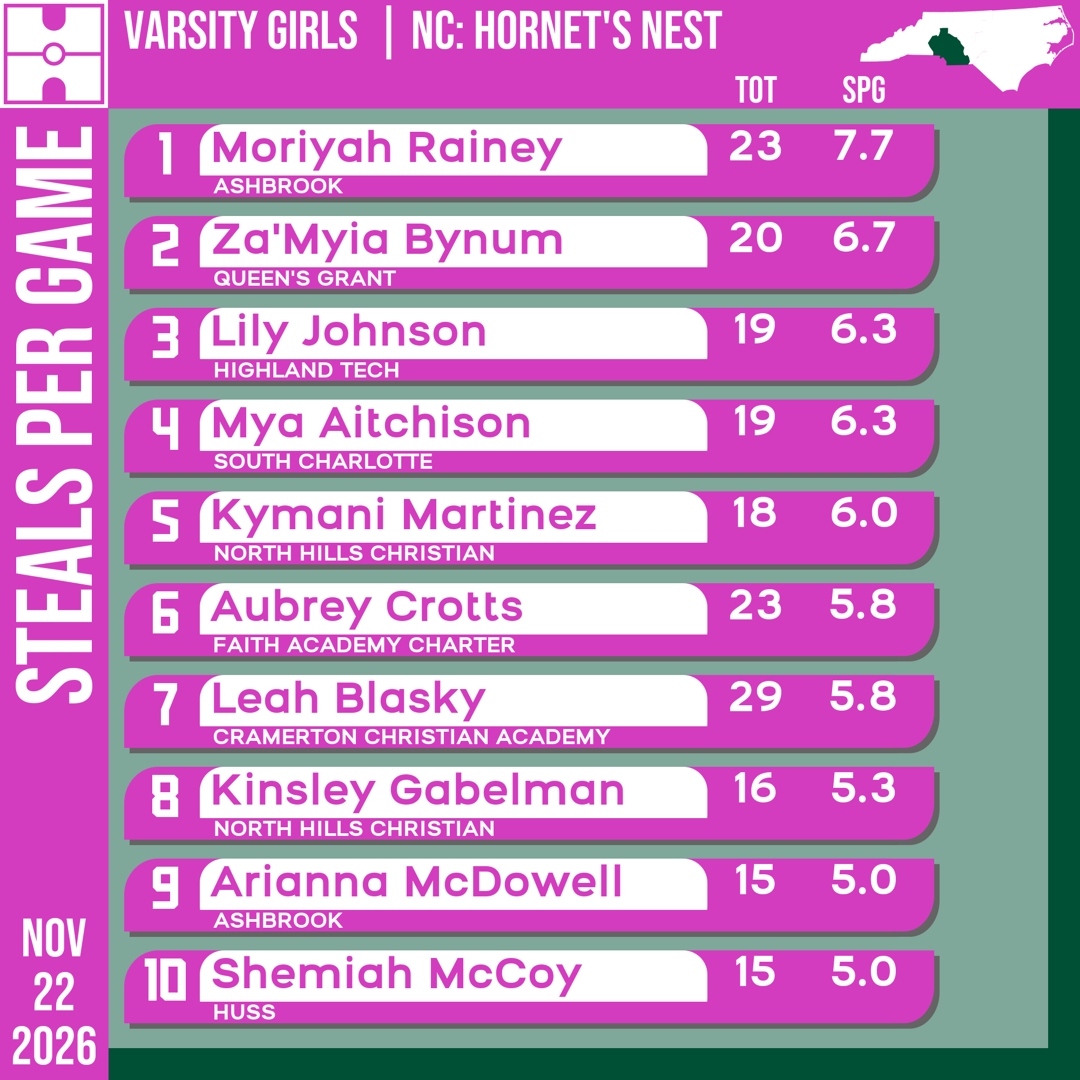 VARSITY GIRLS | NC: HORNET'S NEST
TOT SPG
STEALS PER GAME
1 Moriyah Rainey 23 7.7
ASHBROOK
2 Za'Myia Bynum 20 6.7
QUEEN'S GRANT
3 Lily Johnson 19 6.3
HIGHLAND TECH
4 Mya Aitchison 19 6.3
SOUTH CHARLOTTE
5 Kymani Martinez 18 6.0
NORTH HILLS CHRISTIAN
6 Aubrey Crotts 23 5.8
FAITH ACADEMY CHARTER
7 Leah Blasky 29 5.8
CRAMERTON CHRISTIAN ACADEMY
8 Kinsley Gabelman 16 5.3
NORTH HILLS CHRISTIAN
9 Arianna McDowell 15 5.0
ASHBROOK
10 Shemiah McCoy 15 5.0
HUSS
NOV
22
2026